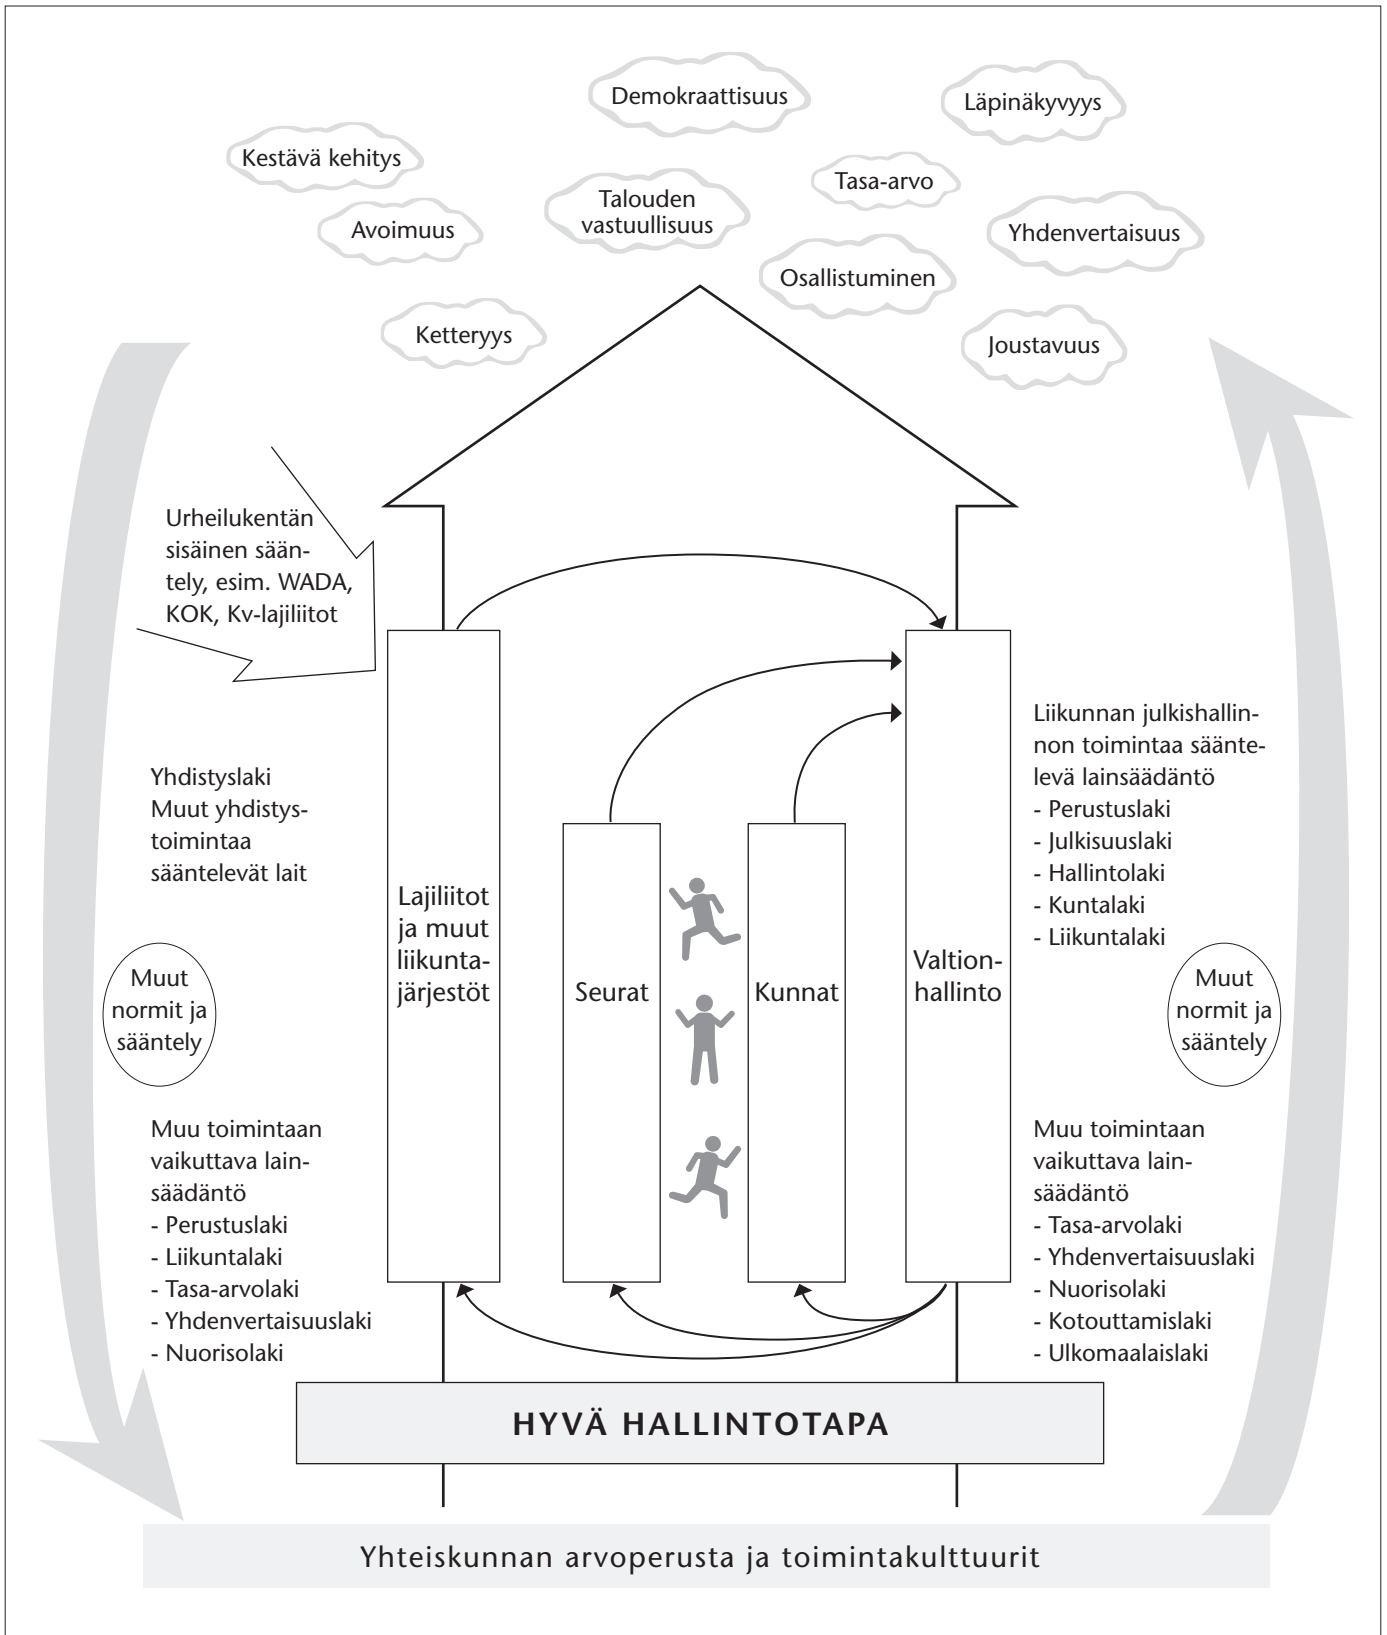 Demokraattisuus
Läpinäkyvyys
Kestävä kehitys
Tasa-arvo
Talouden
vastuullisuus
Avoimuus
Yhdenvertaisuus
Osallistuminen
Ketteryys
Joustavuus
Urheilukentän
sisäinen sään-
tely, esim. WADA,
KOK, Kv-lajiliitot
Yhdistyslaki
Muut yhdistys-
toimintaa
sääntelevät lait
Muut
normit ja
sääntely
Muu toimintaan
vaikuttava lain-
säädäntö
- Perustuslaki
- Liikuntalaki
- Tasa-arvolaki
- Yhdenvertaisuuslaki
- Nuorisolaki
Lajiliitot
ja muut
liikunta-
järjestöt
Seurat
Kunnat
Valtion-
hallinto
Liikunnan julkishallin-
non toimintaa säänte-
levä lainsäädäntö
- Perustuslaki
- Julkisuuslaki
- Hallintolaki
- Kuntalaki
- Liikuntalaki
Muut
normit ja
sääntely
Muu toimintaan
vaikuttava lain-
säädäntö
- Tasa-arvolaki
- Yhdenvertaisuuslaki
- Nuorisolaki
- Kotouttamislaki
- Ulkomaalaislaki
HYVÄ HALLINTOTAPA
Yhteiskunnan arvoperusta ja toimintakulttuurit